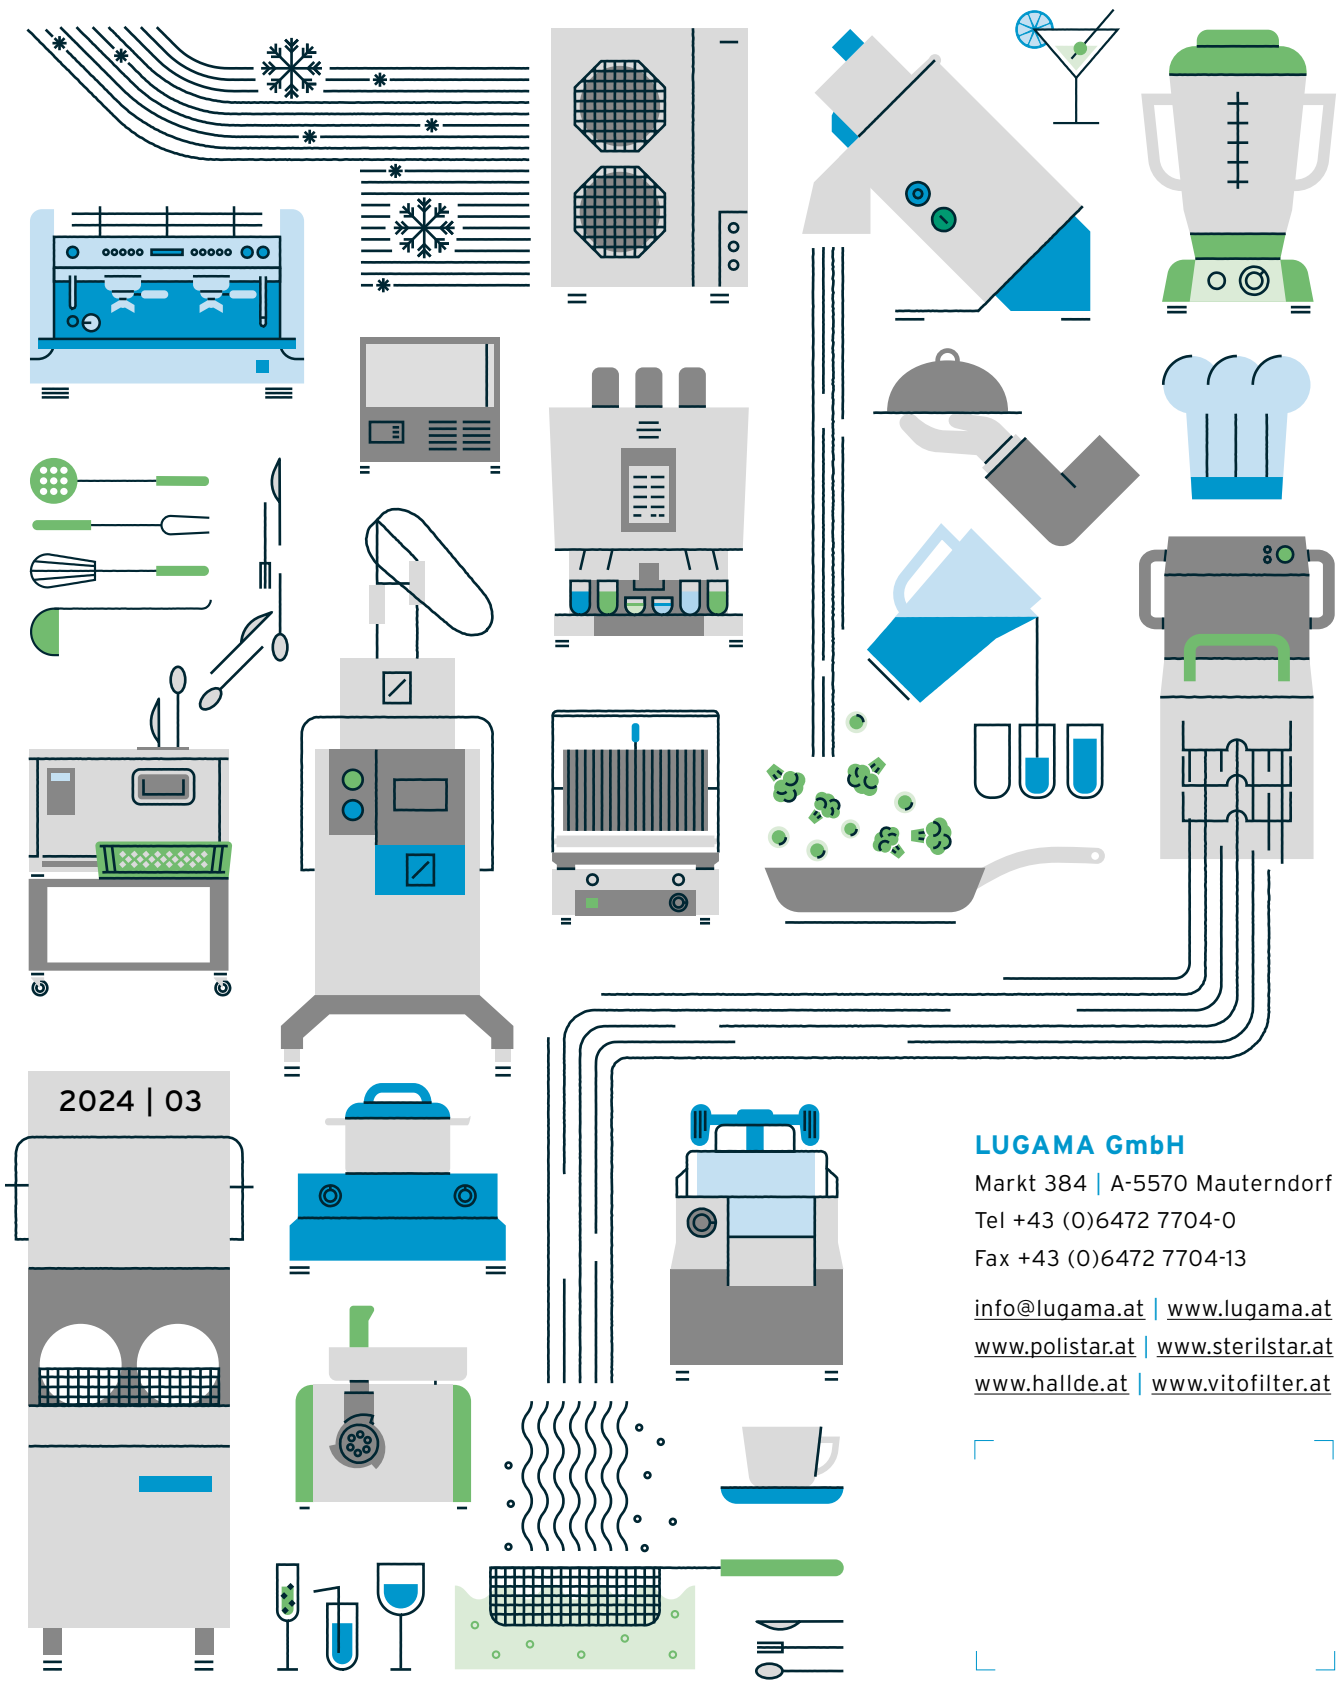 2024 | 03
LUGAMA GmbH
Markt 384 | A-5570 Mauterndorf
Tel +43 (0)6472 7704-0
Fax +43 (0)6472 7704-13
info@lugama.at | www.lugama.at
www.polistar.at | www.sterilstar.at
www.hallde.at | www.vitofilter.at